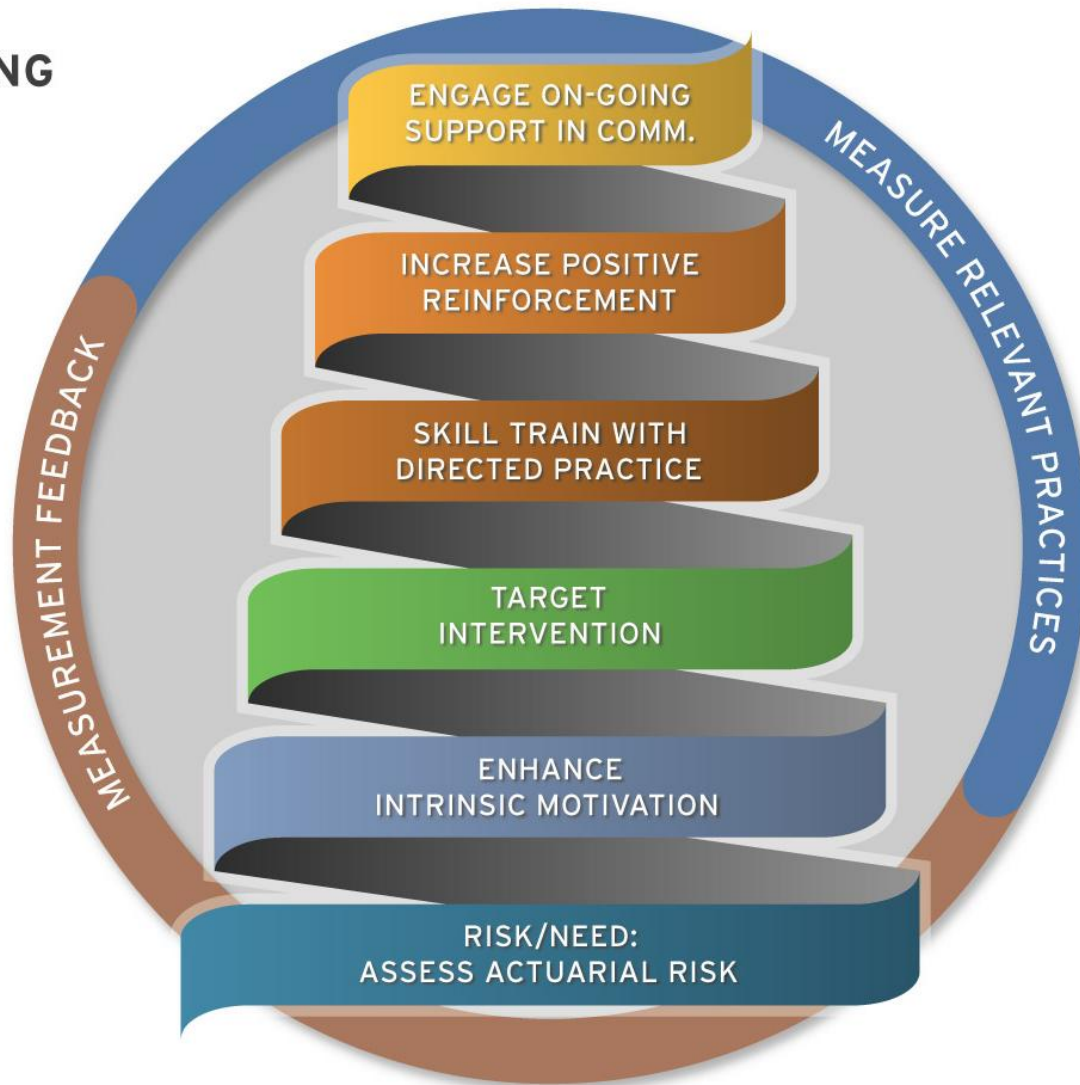 NG
ENGAGE ON-GOING
SUPPORT IN COMM.
INCREASE POSITIVE
REINFORCEMENT
SKILL TRAIN WITH
DIRECTED PRACTICE
TARGET
INTERVENTION
ENHANCE
INTRINSIC MOTIVATION
RISK/NEED:
ASSESS ACTUARIAL RISK
MEASURE RELEVANT PRACTICES
MEASUREMENT FEEDBACK